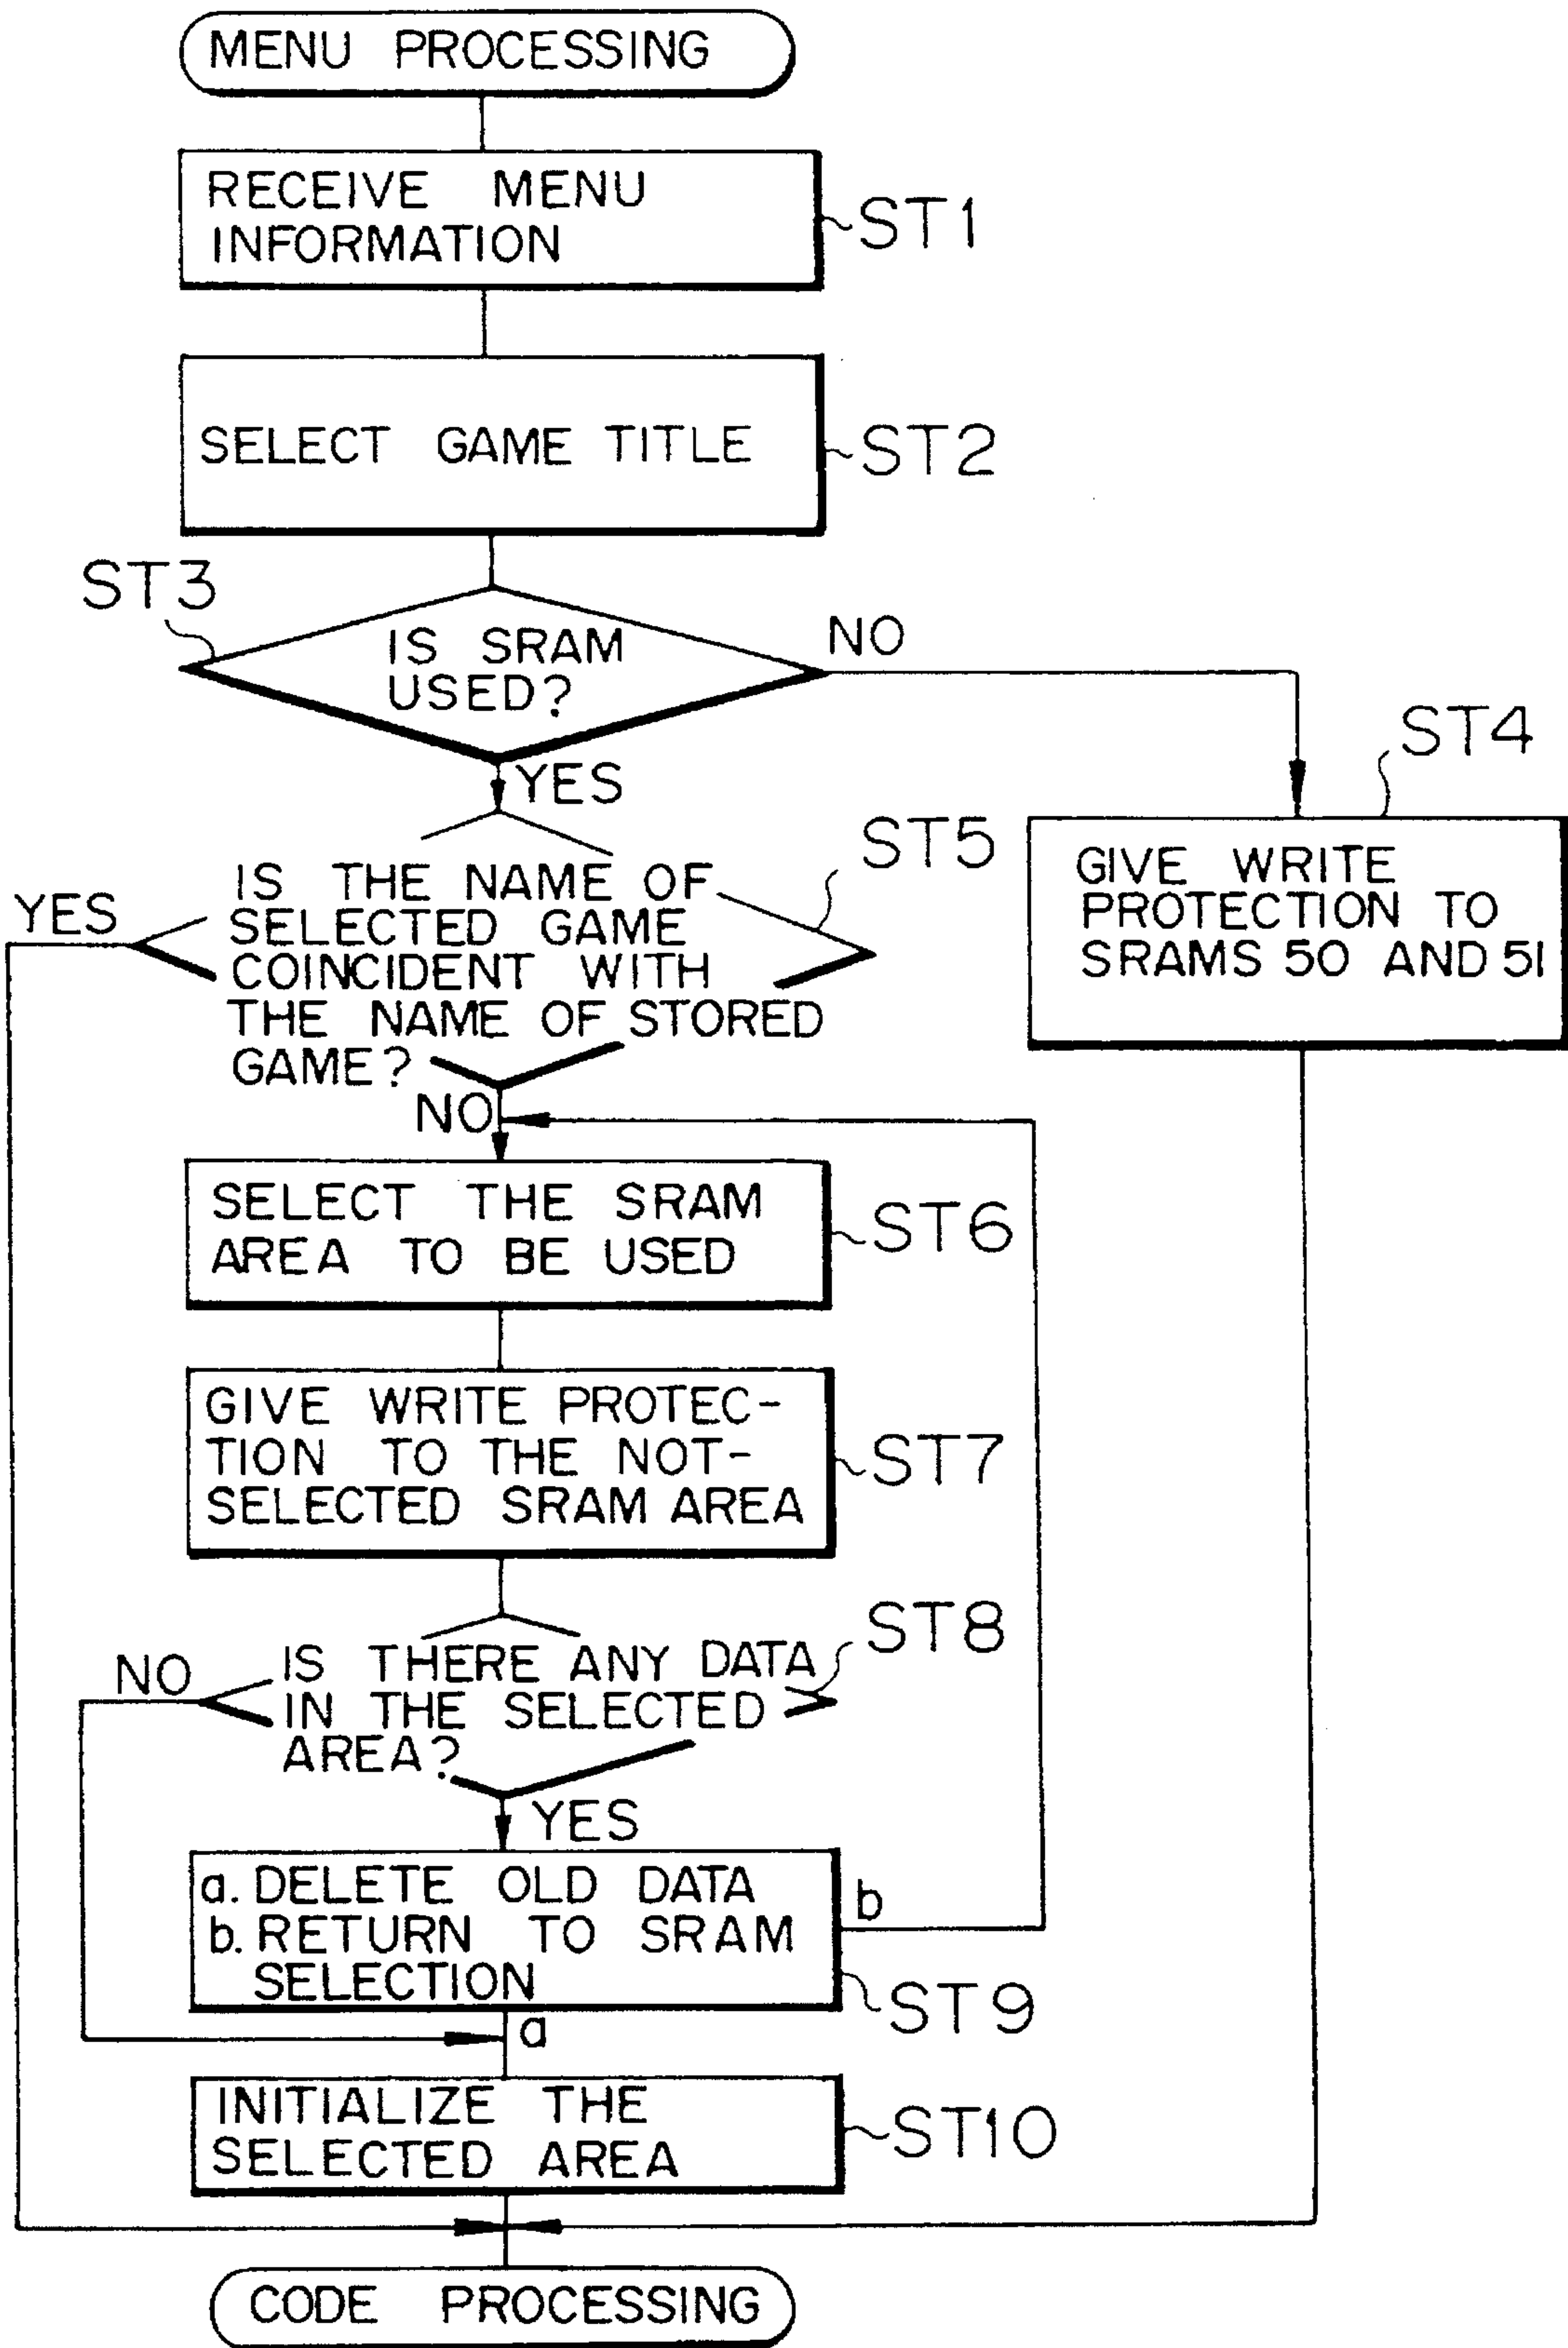 MENU PROCESSING
RECEIVE MENU
INFORMATION
ST1
SELECT GAME TITLE
ST2
ST3
IS SRAM
USED?
NO
YES
ST4
GIVE WRITE
PROTECTION TO
SRAMS 50 AND 51
ST5
IS THE NAME OF
SELECTED GAME
COINCIDENT WITH
THE NAME OF STORED
GAME?
YES
NO
SELECT THE SRAM
AREA TO BE USED
ST6
GIVE WRITE PROTEC-
TION TO THE NOT-
SELECTED SRAM AREA
ST7
ST8
IS THERE ANY DATA
IN THE SELECTED
AREA?
NO
YES
a. DELETE OLD DATA
b. RETURN TO SRAM
SELECTION
b
ST9
a
INITIALIZE THE
SELECTED AREA
ST10
CODE PROCESSING